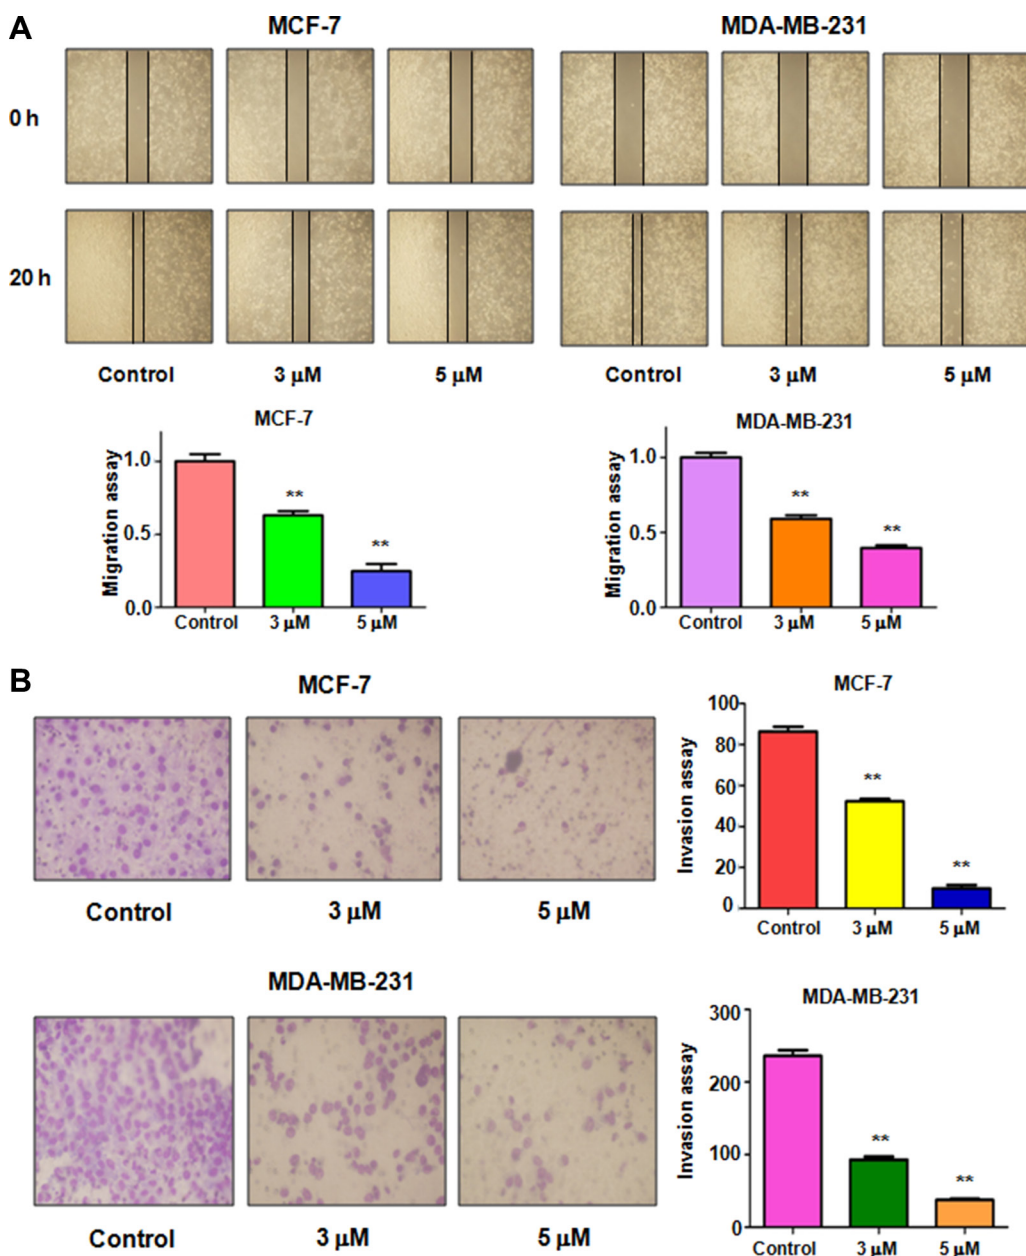 A
MCF-7
MDA-MB-231
0 h
20 h
Control
3 μM
5 μM
Control
3 μM
5 μM
MCF-7
Migration assay
1.0
0.5
0.0
**
**
Control
3 μM
5 μM
MDA-MB-231
Migration assay
1.0
0.5
0.0
**
**
Control
3 μM
5 μM
B
MCF-7
Control
3 μM
5 μM
MCF-7
Invasion assay
100
80
60
40
20
0
**
**
Control
3 μM
5 μM
MDA-MB-231
Control
3 μM
5 μM
MDA-MB-231
Invasion assay
300
200
100
0
**
**
Control
3 μM
5 μM